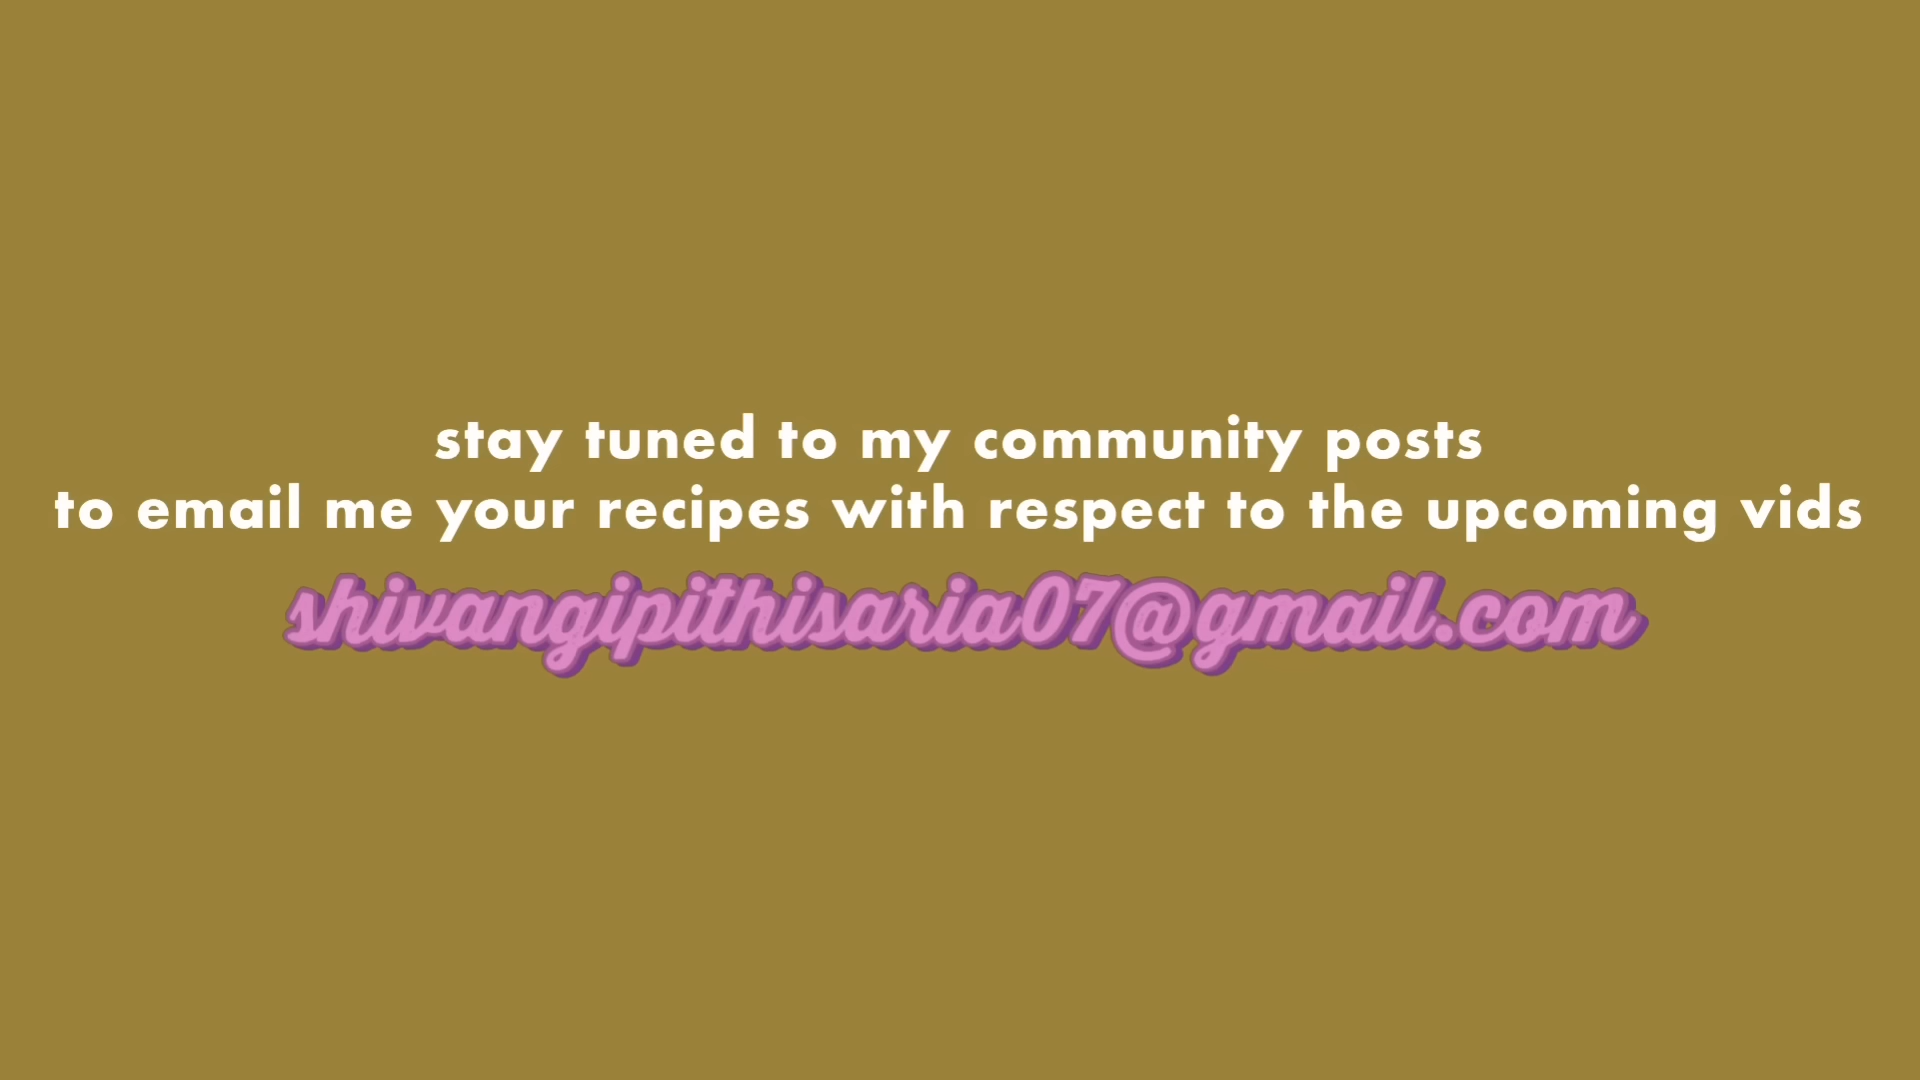 stay tuned to my community posts
to email me your recipes with respect to the upcoming vids
shivangipithisaria07@gmail.com